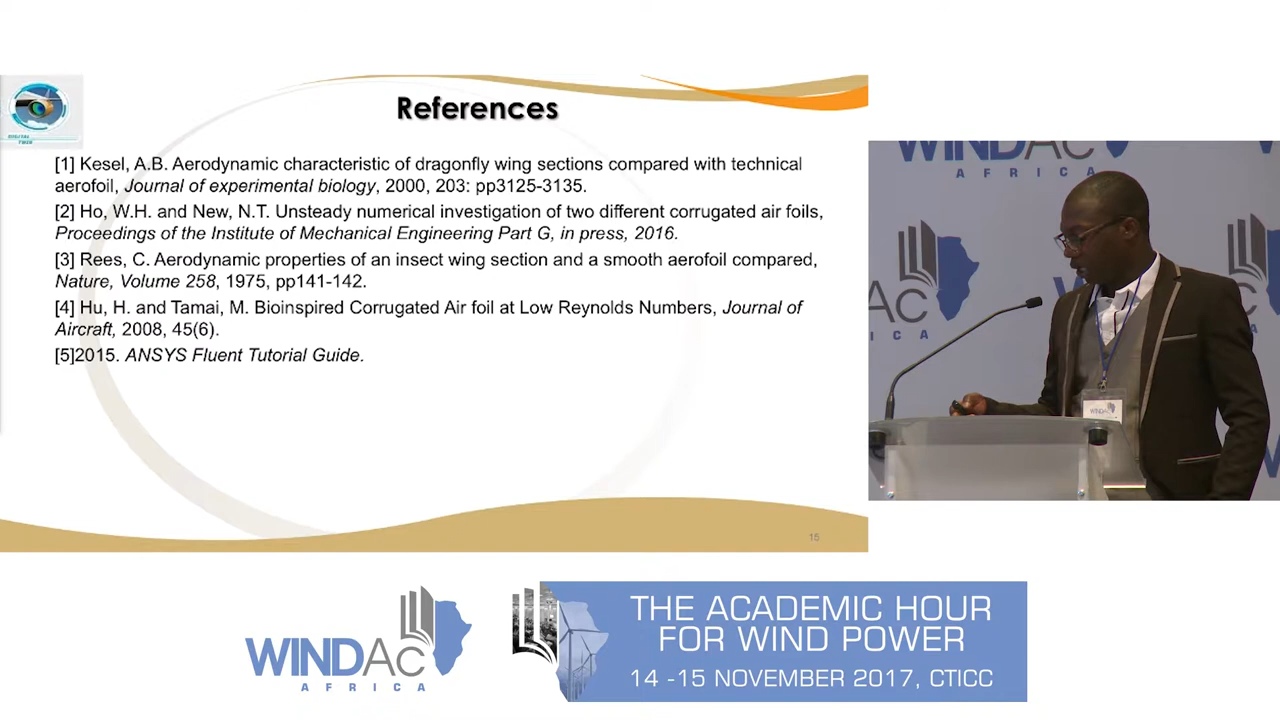 References
[1] Kesel, A.B. Aerodynamic characteristic of dragonfly wing sections compared with technical
aerofoil, Journal of experimental biology, 2000, 203: pp3125-3135.
[2] Ho, W.H. and New, N.T. Unsteady numerical investigation of two different corrugated air foils,
Proceedings of the Institute of Mechanical Engineering Part G, in press, 2016.
[3] Rees, C. Aerodynamic properties of an insect wing section and a smooth aerofoil compared,
Nature, Volume 258, 1975, pp141-142.
[4] Hu, H. and Tamai, M. Bioinspired Corrugated Air foil at Low Reynolds Numbers, Journal of
Aircraft, 2008, 45(6).
[5]2015. ANSYS Fluent Tutorial Guide.
15
WINDAC
AFRICA
WINDAC
WINDAC
AFRICA
THE ACADEMIC HOUR
FOR WIND POWER
14 -15 NOVEMBER 2017, CTICC